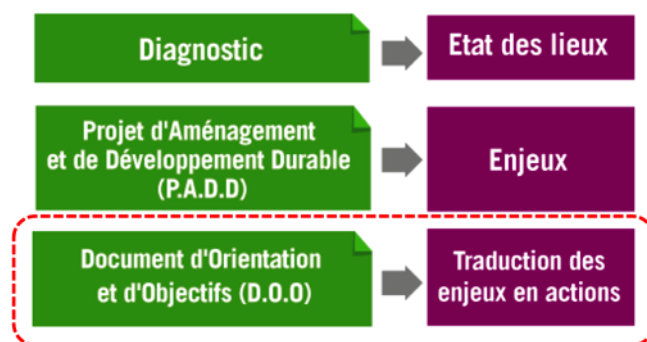 Diagnostic
Etat des lieux
Projet d'Aménagement
et de Développement Durable
(P.A.D.D)
Enjeux
Document d'Orientation
et d'Objectifs (D.O.O)
Traduction des
enjeux en actions